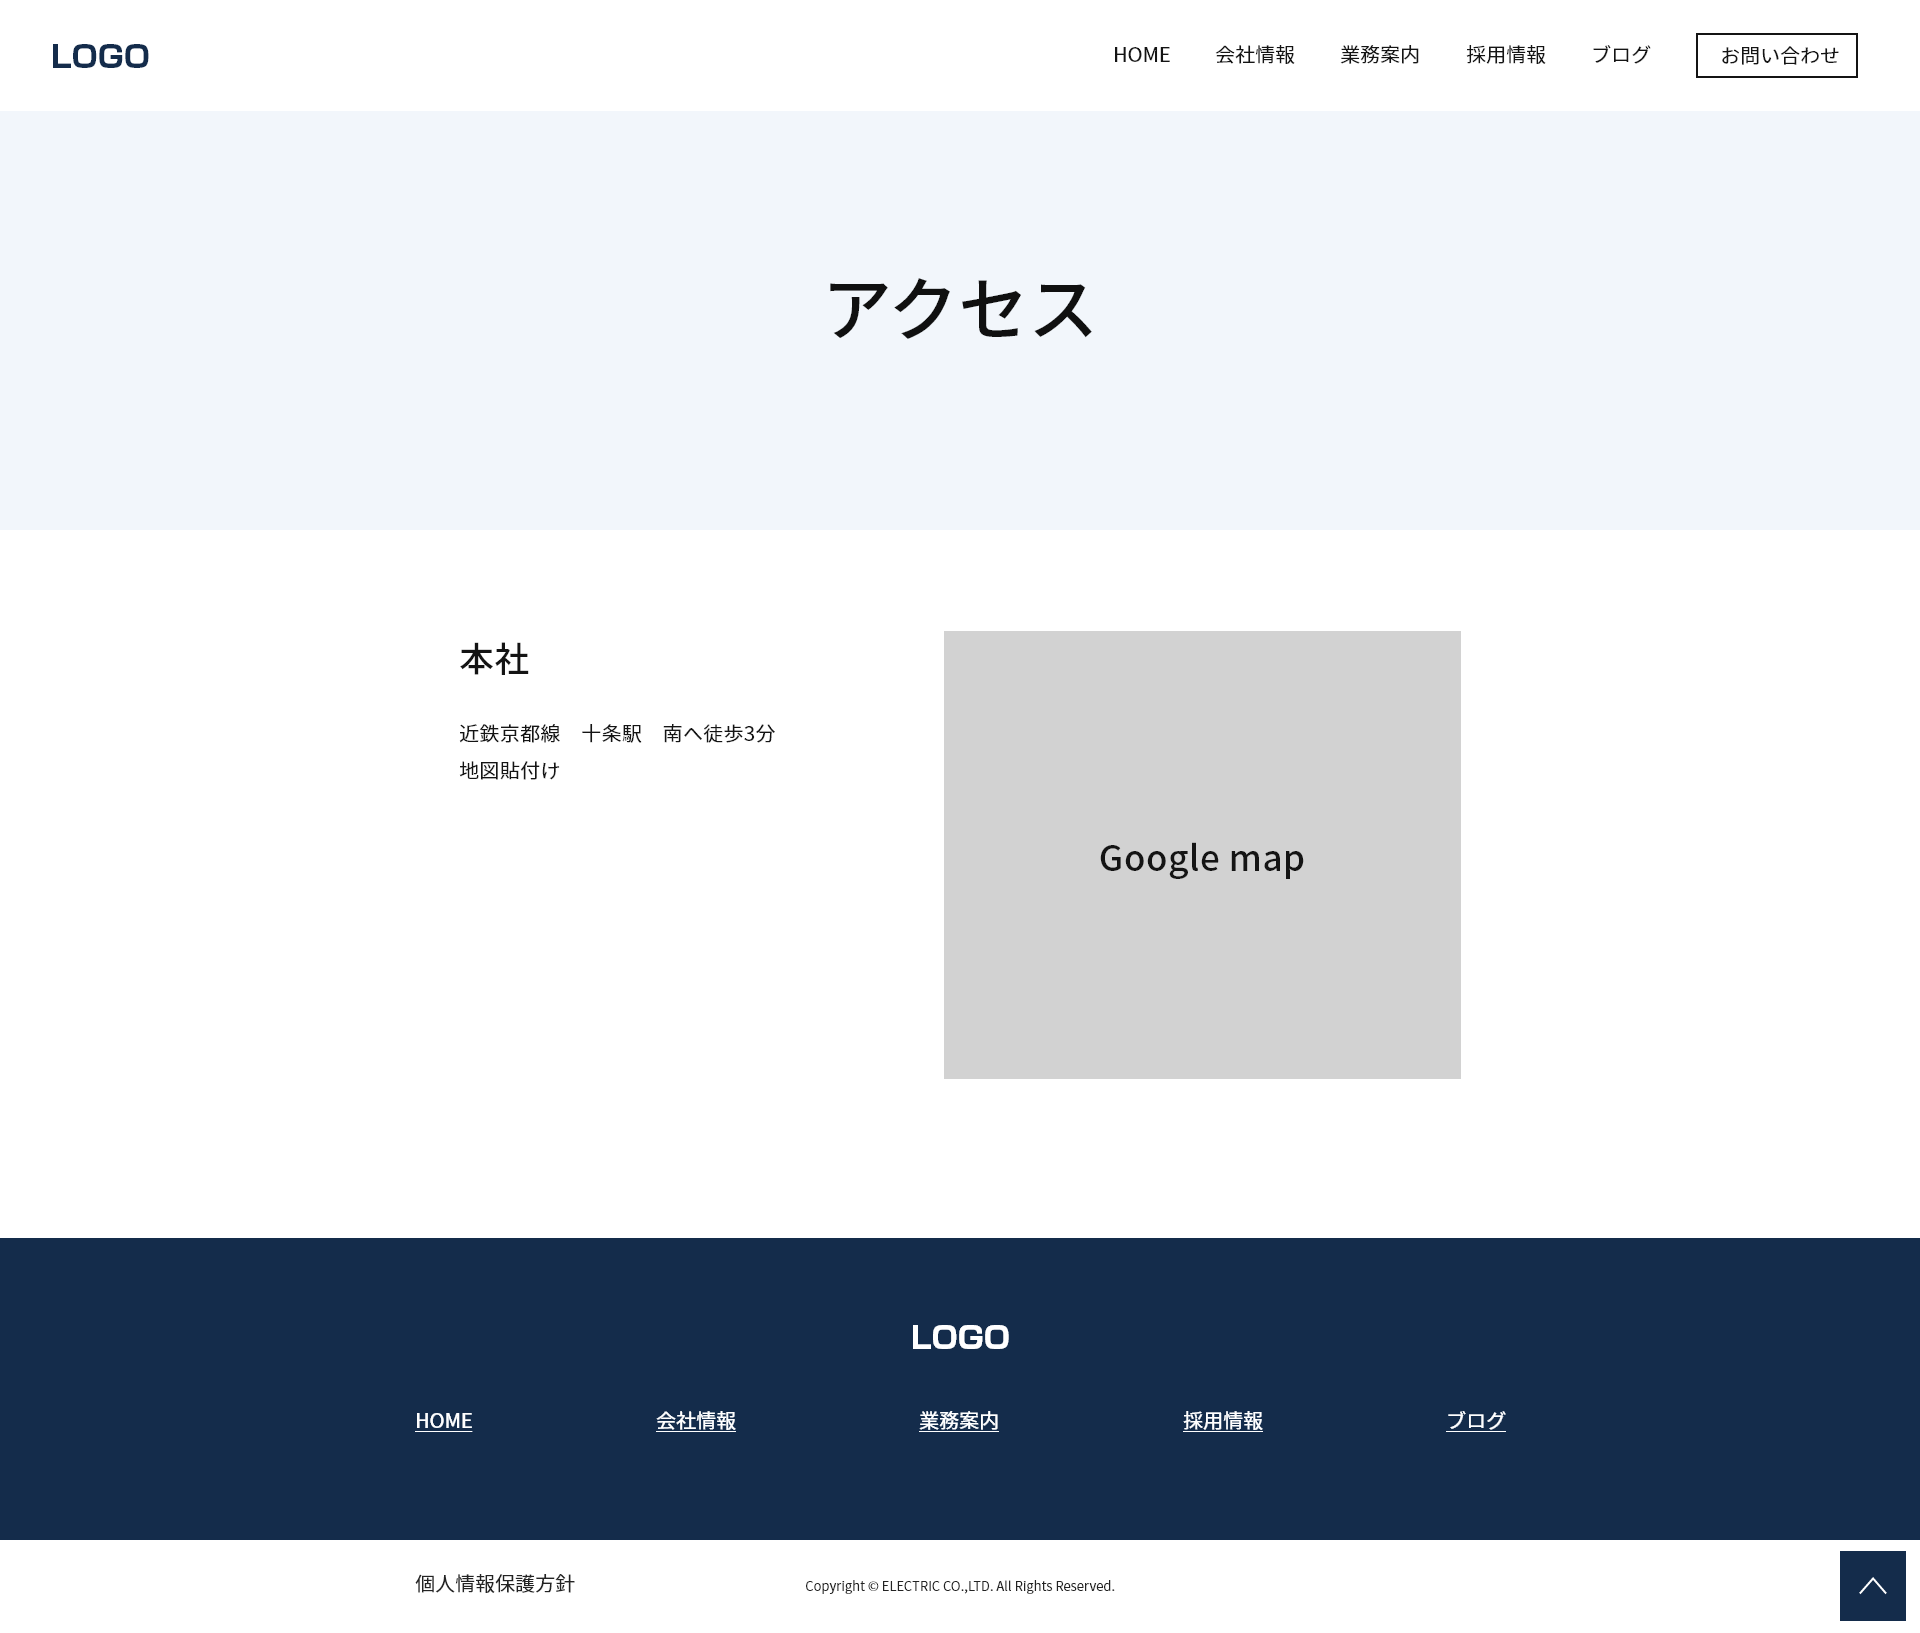 LOGO
HOME 会社情報 業務案内 採用情報 ブログ お問い合わせ
アクセス
本社
近鉄京都線　十条駅　南へ徒歩3分
地図貼付け
Google map
LOGO
HOME 会社情報 業務案内 採用情報 ブログ
個人情報保護方針
Copyright © ELECTRIC CO.,LTD. All Rights Reserved.